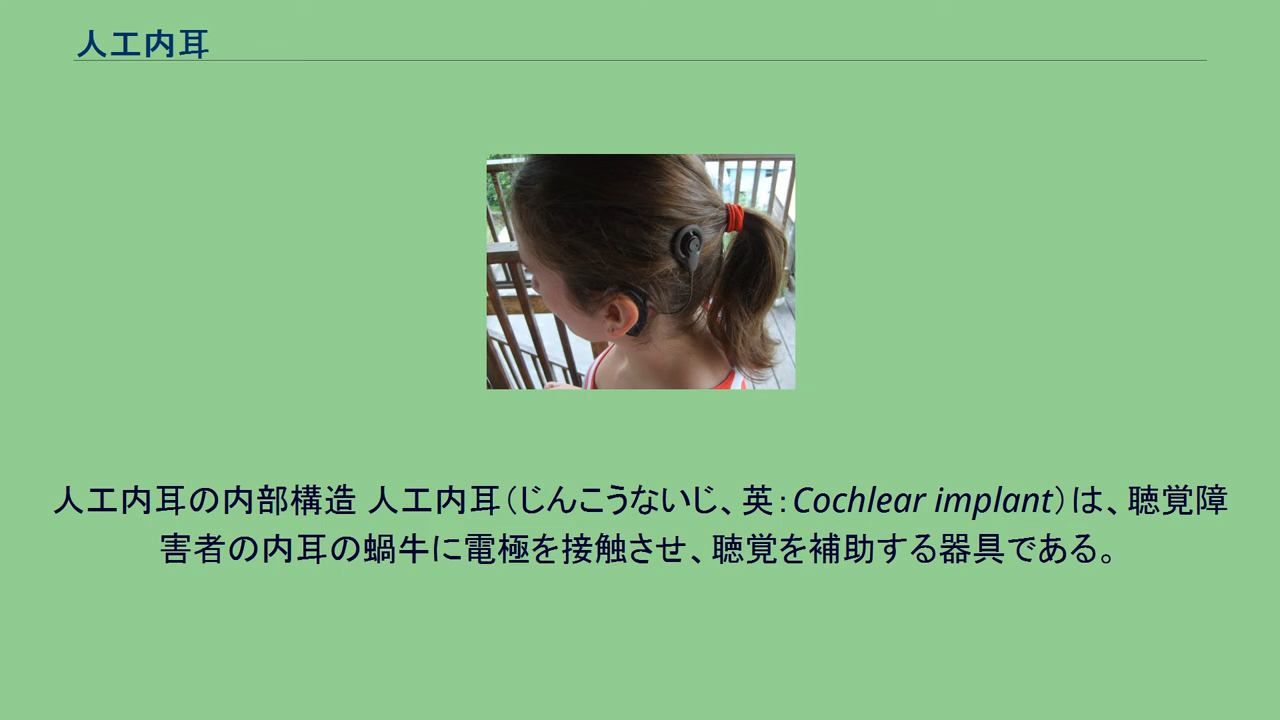 人工内耳
人工内耳の内部構造 人工内耳（じんこうないじ、英：Cochlear implant）は、聴覚障
害者の内耳の蝸牛に電極を接触させ、聴覚を補助する器具である。